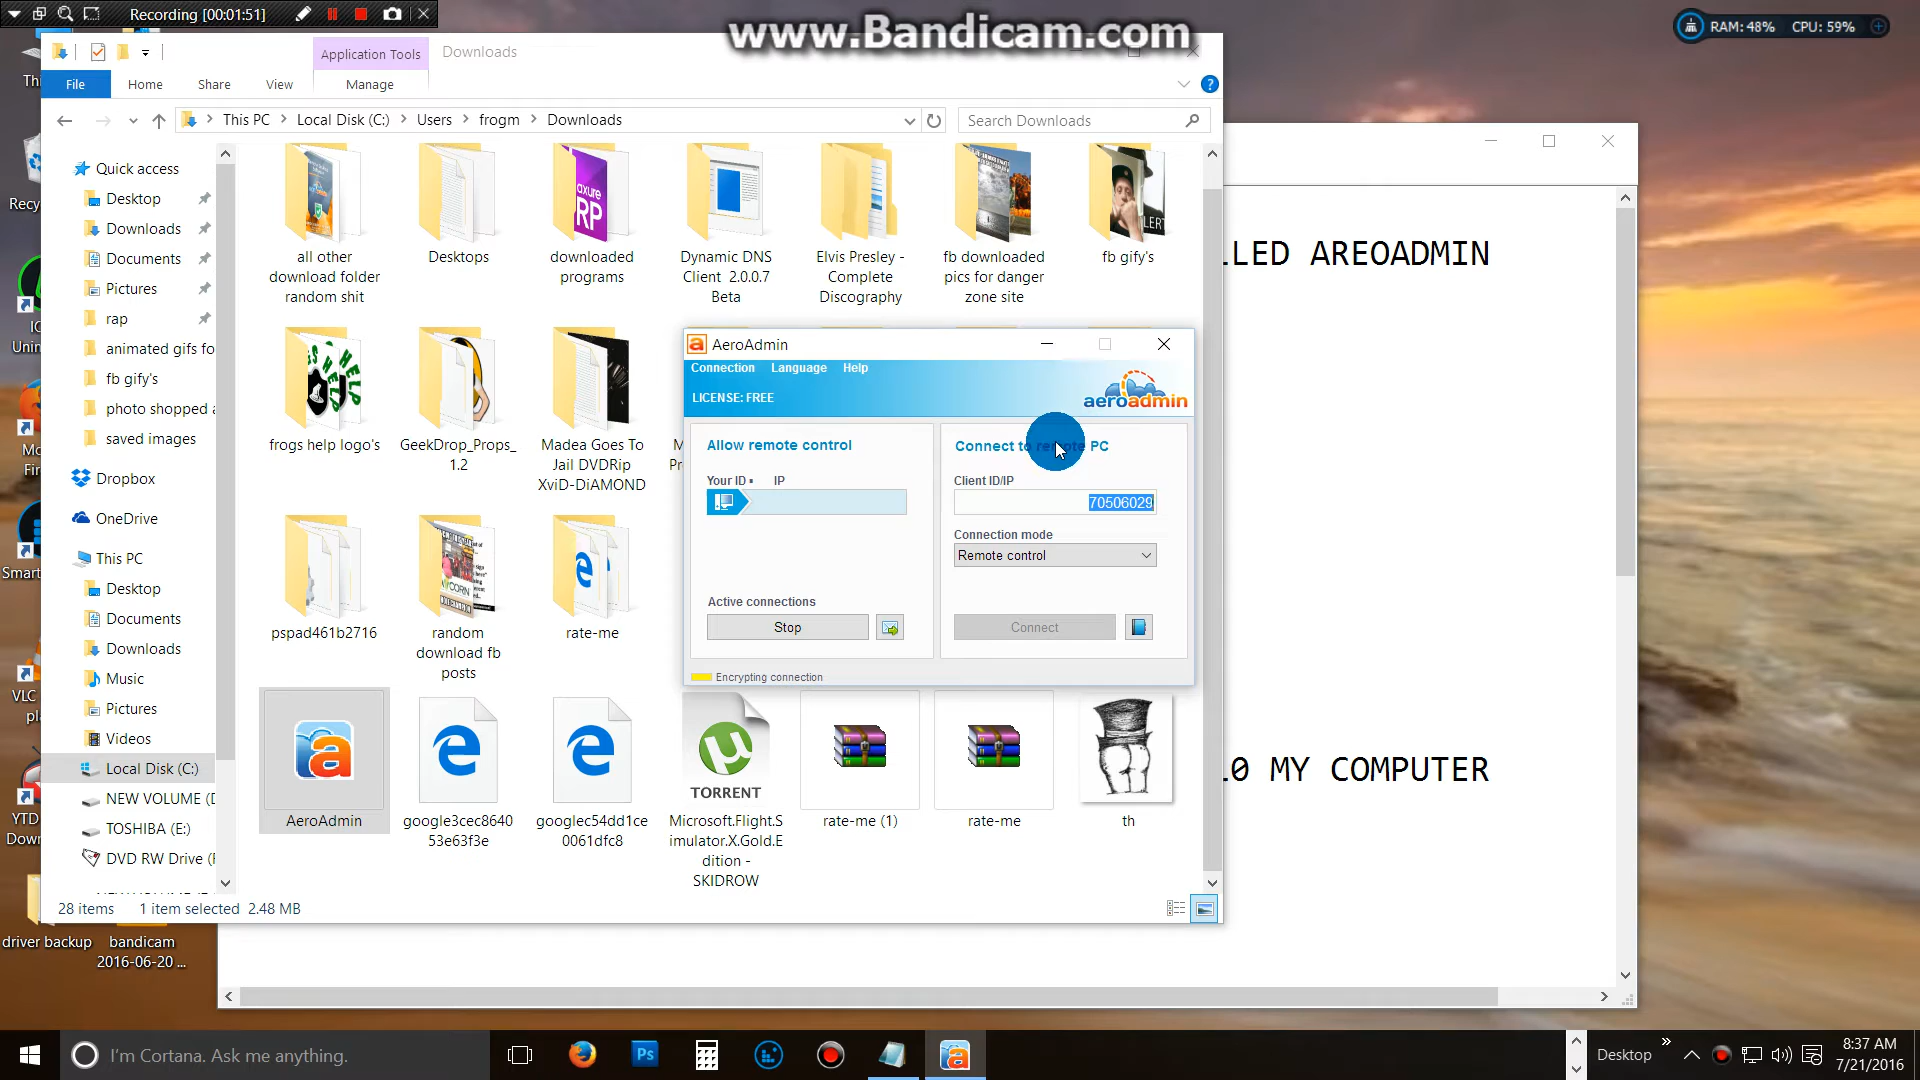 Recording [00:01:51]
www.Bandicam.com
RAM: 48% CPU: 59%
Application Tools
Downloads
File
Home
Share
View
Manage
This PC
Local Disk (C:)
Users
frogm
Downloads
Search Downloads
Quick access
Desktop
Downloads
Documents
Pictures
rap
animated gifs fo
fb gify's
photo shopped a
saved images
Dropbox
OneDrive
This PC
Desktop
Documents
Downloads
Music
Pictures
Videos
Local Disk (C:)
NEW VOLUME (D
TOSHIBA (E:)
DVD RW Drive (F
all other
download folder
random shit
Desktops
axure
RP
downloaded
programs
Dynamic DNS
Client 2.0.0.7
Beta
Elvis Presley -
Complete
Discography
fb downloaded
pics for danger
zone site
fb gify's
frogs help logo's
GeekDrop_Props_
1.2
Madea Goes To
Jail DVDRip
XviD-DiAMOND
pspad461b2716
random
download fb
posts
rate-me
AeroAdmin
google3cec8640
53e63f3e
googlec54dd1ce
0061dfc8
TORRENT
Microsoft.Flight.S
imulator.X.Gold.E
dition -
SKIDROW
rate-me (1)
rate-me
th
28 items
1 item selected 2.48 MB
AeroAdmin
Connection Language Help
LICENSE: FREE
aeroadmin
Allow remote control
Your ID
IP
Active connections
Stop
Connect to remote PC
Client ID/IP
70506029
Connection mode
Remote control
Connect
Encrypting connection
LLED AREOADMIN
10 MY COMPUTER
driver backup
bandicam
2016-06-20 ...
I'm Cortana. Ask me anything.
Ps
Desktop
8:37 AM
7/21/2016